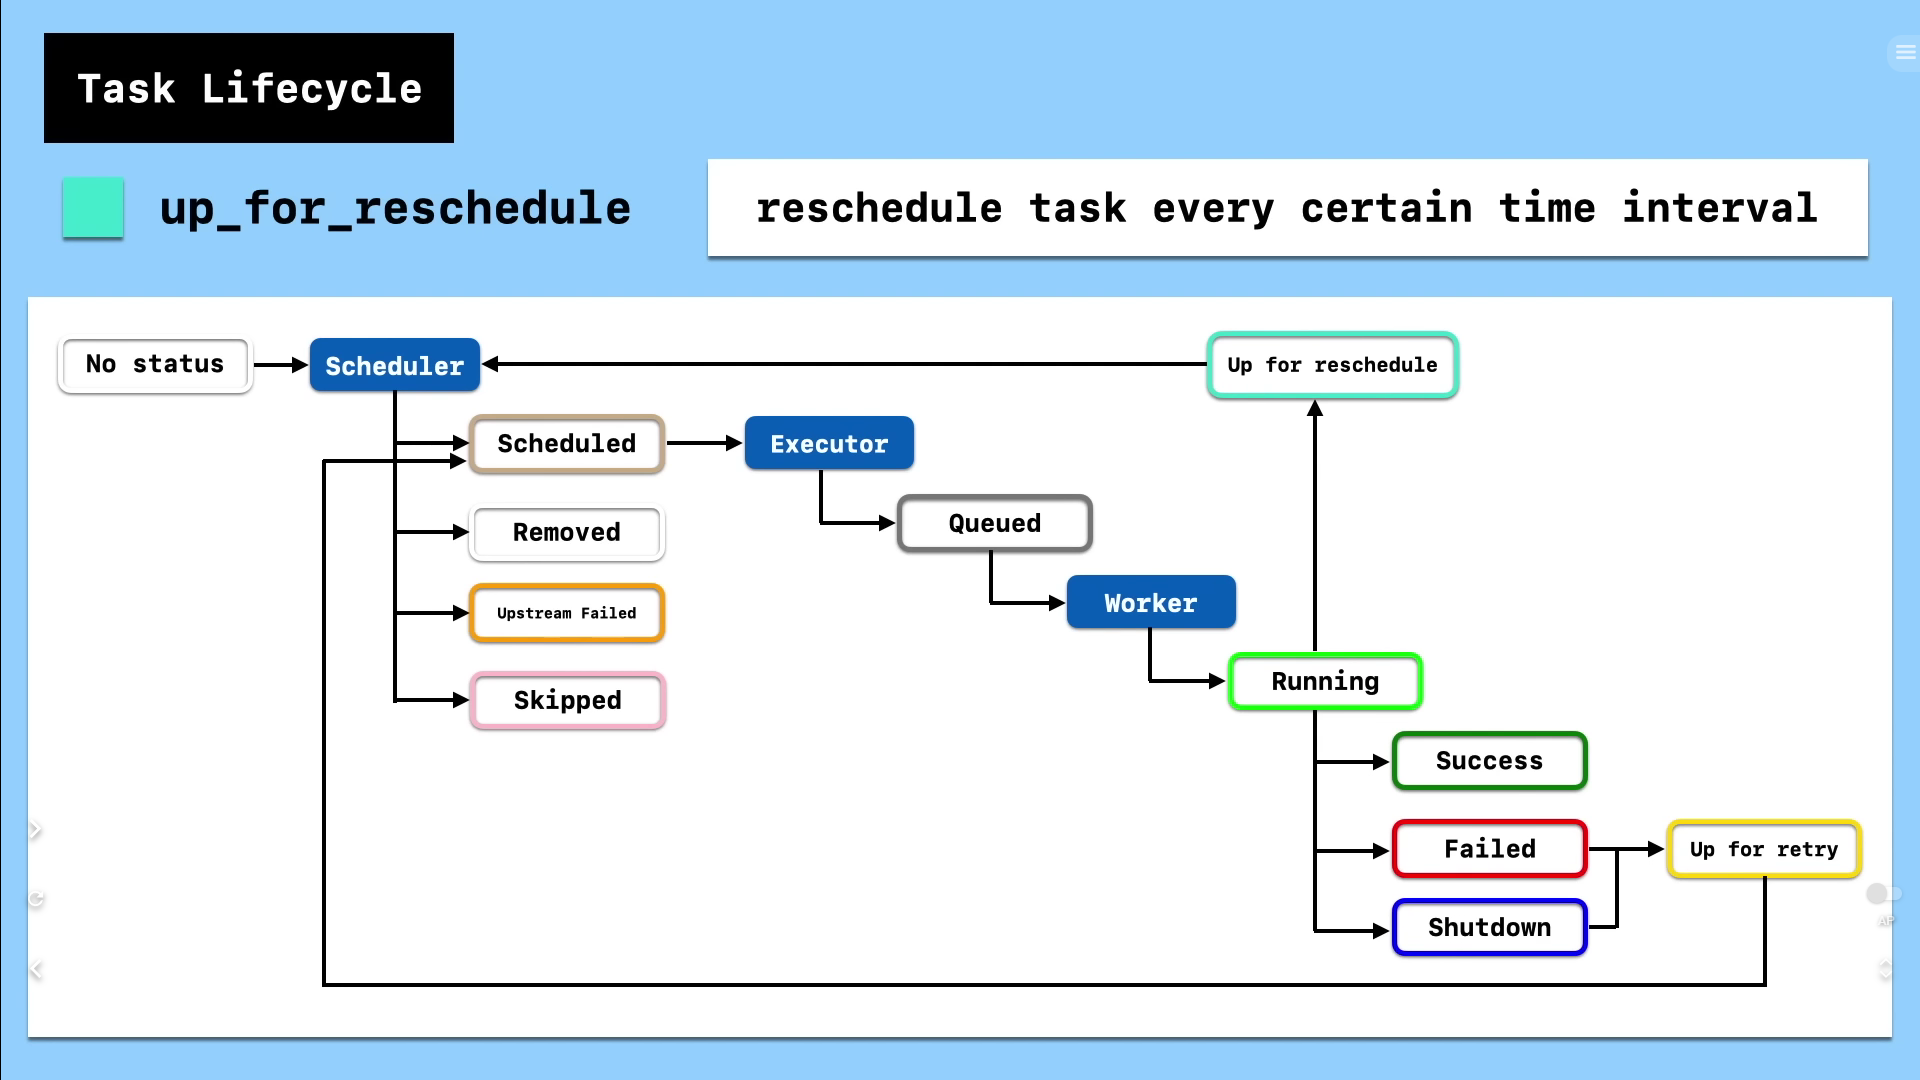 Task Lifecycle
up_for_reschedule
reschedule task every certain time interval
No status
Scheduler
Up for reschedule
Scheduled
Executor
Queued
Removed
Worker
Upstream Failed
Running
Skipped
Success
Failed
Up for retry
Shutdown
AP